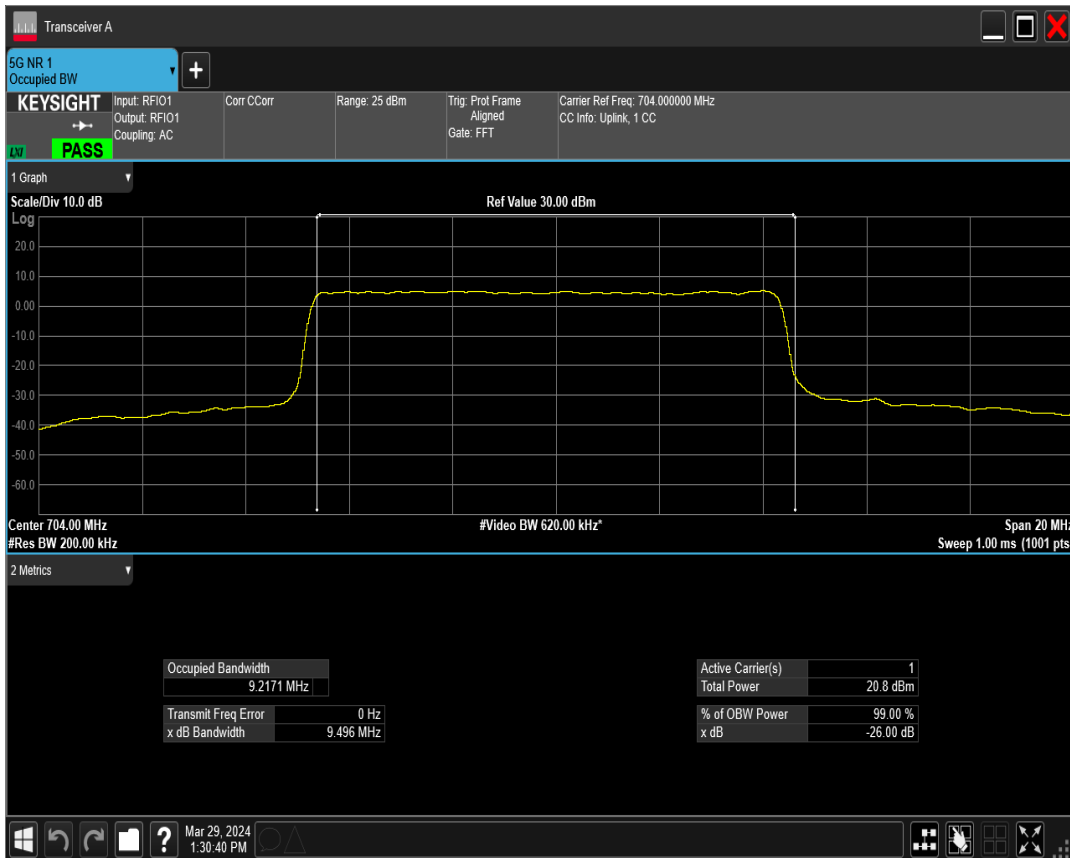 Transceiver A
5G NR 1
Occupied BW
+
KEYSIGHT
LXI
PASS
Input: RFIO1
Output: RFIO1
Coupling: AC
Corr CCorr
Range: 25 dBm
Trig: Prot Frame
Aligned
Gate: FFT
Carrier Ref Freq: 704.000000 MHz
CC Info: Uplink, 1 CC
1 Graph
Scale/Div 10.0 dB
Ref Value 30.00 dBm
Log
20.0
10.0
0.00
-10.0
-20.0
-30.0
-40.0
-50.0
-60.0
Center 704.00 MHz
#Video BW 620.00 kHz*
Span 20 MHz
#Res BW 200.00 kHz
Sweep 1.00 ms (1001 pts
2 Metrics
Occupied Bandwidth
9.2171 MHz
Transmit Freq Error 0 Hz
x dB Bandwidth 9.496 MHz
Active Carrier(s) 1
Total Power 20.8 dBm
% of OBW Power 99.00 %
x dB -26.00 dB
?
Mar 29, 2024
1:30:40 PM